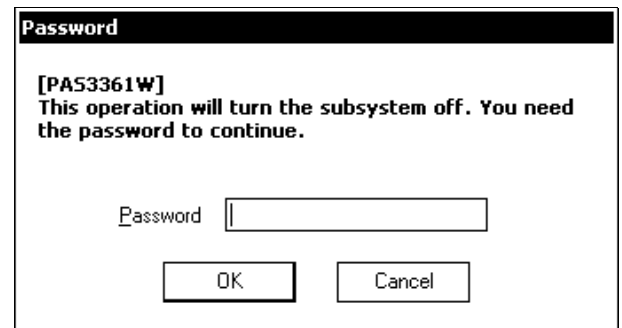 Password
[PAS3361W]
This operation will turn the subsystem off. You need
the password to continue.
Password
OK
Cancel